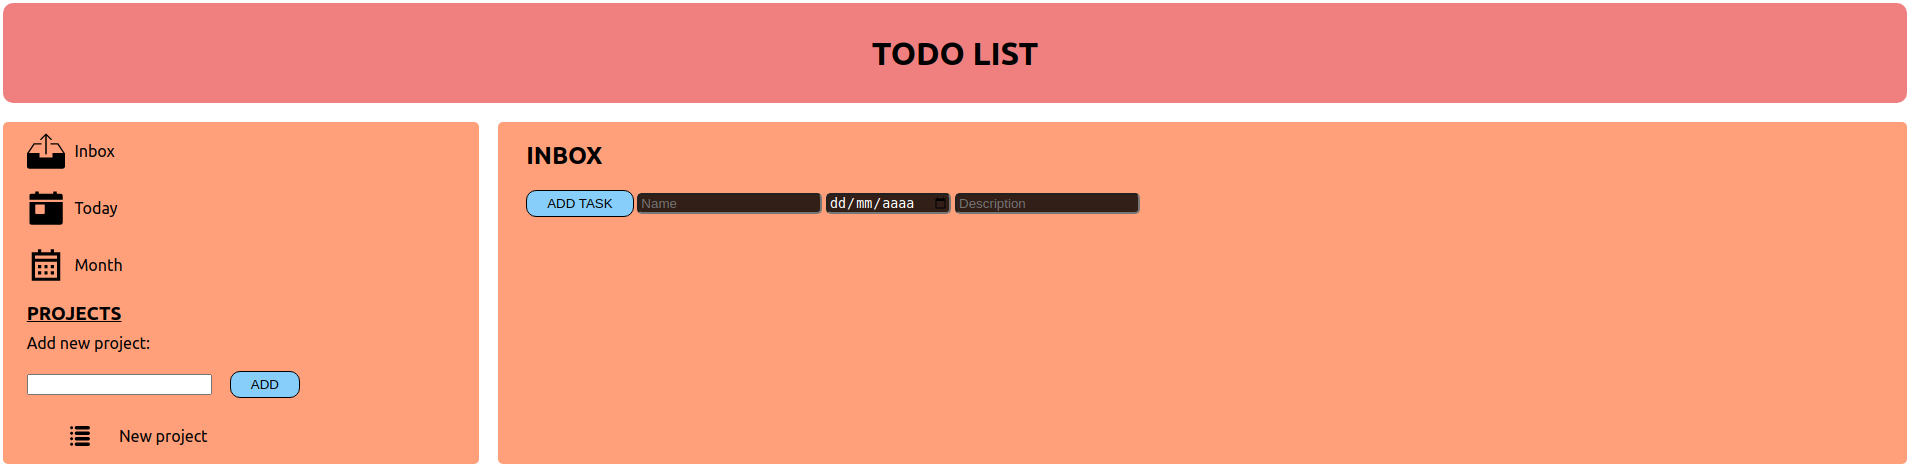 TODO LIST
Inbox
Today
Month
PROJECTS
Add new project:
ADD
New project
INBOX
ADD TASK Name dd/mm/aaaa Description